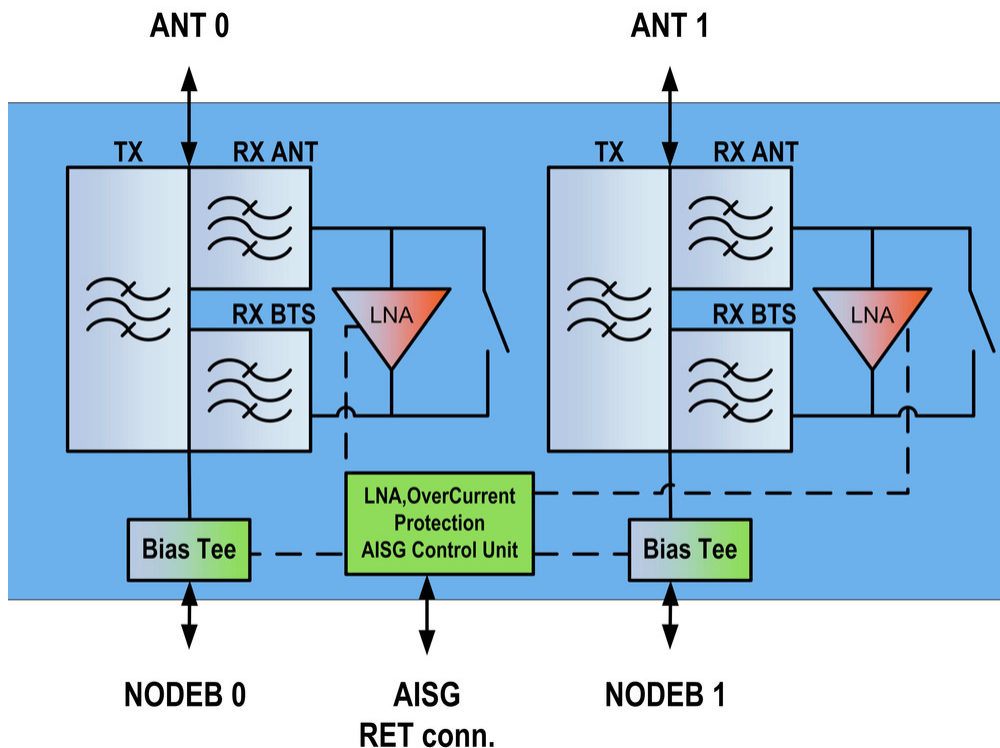 ANT 0
ANT 1
TX
RX ANT
TX
RX ANT
RX BTS
LNA
RX BTS
LNA
LNA,OverCurrent
Protection
AISG Control Unit
Bias Tee
Bias Tee
NODEB 0
AISG
RET conn.
NODEB 1